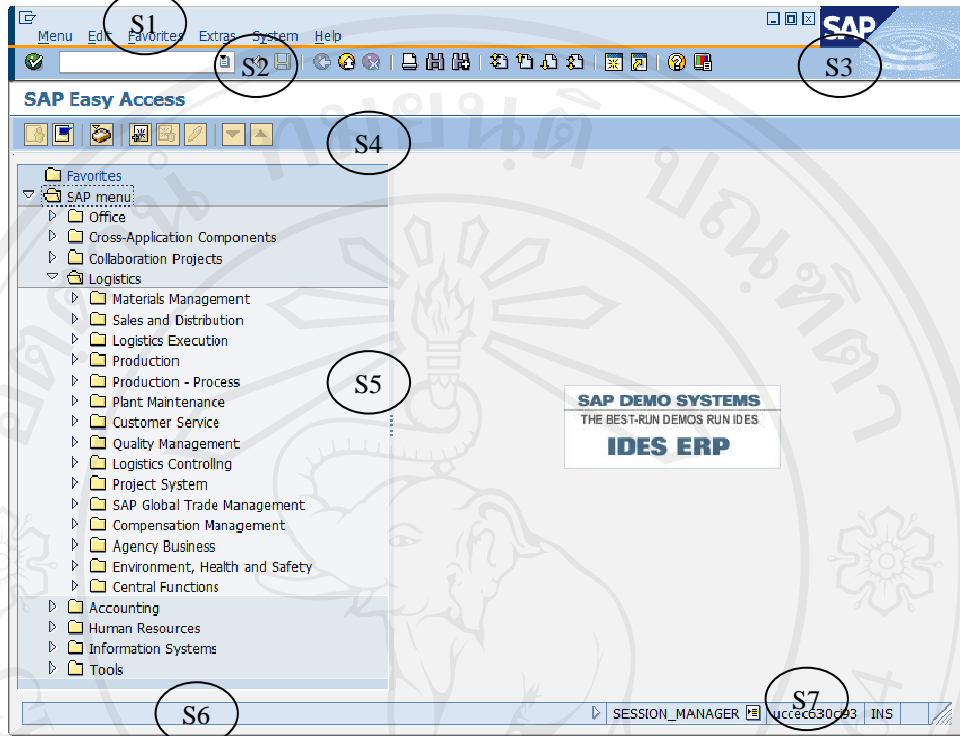 S1
Menu Edit Favorites Extras System Help
SAP
S2
S3
SAP Easy Access
S4
Favorites
SAP menu
Office
Cross-Application Components
Collaboration Projects
Logistics
Materials Management
Sales and Distribution
Logistics Execution
Production
Production - Process
S5
Plant Maintenance
Customer Service
Quality Management
Logistics Controlling
Project System
SAP Global Trade Management
Compensation Management
Agency Business
Environment, Health and Safety
Central Functions
Accounting
Human Resources
Information Systems
Tools
SAP DEMO SYSTEMS
THE BEST-RUN DEMOS RUN IDES
IDES ERP
S6
S7
SESSION_MANAGER uccec630ci93 INS